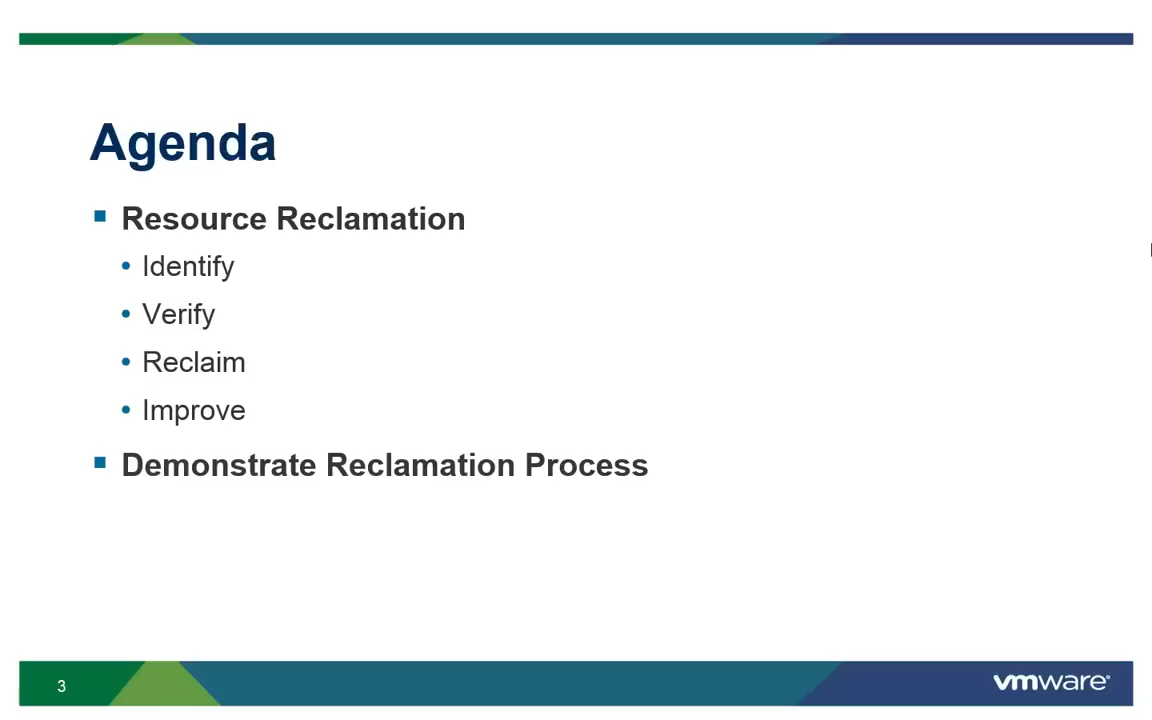 Agenda
▪ Resource Reclamation
• Identify
• Verify
• Reclaim
• Improve
▪ Demonstrate Reclamation Process
3
vmware®